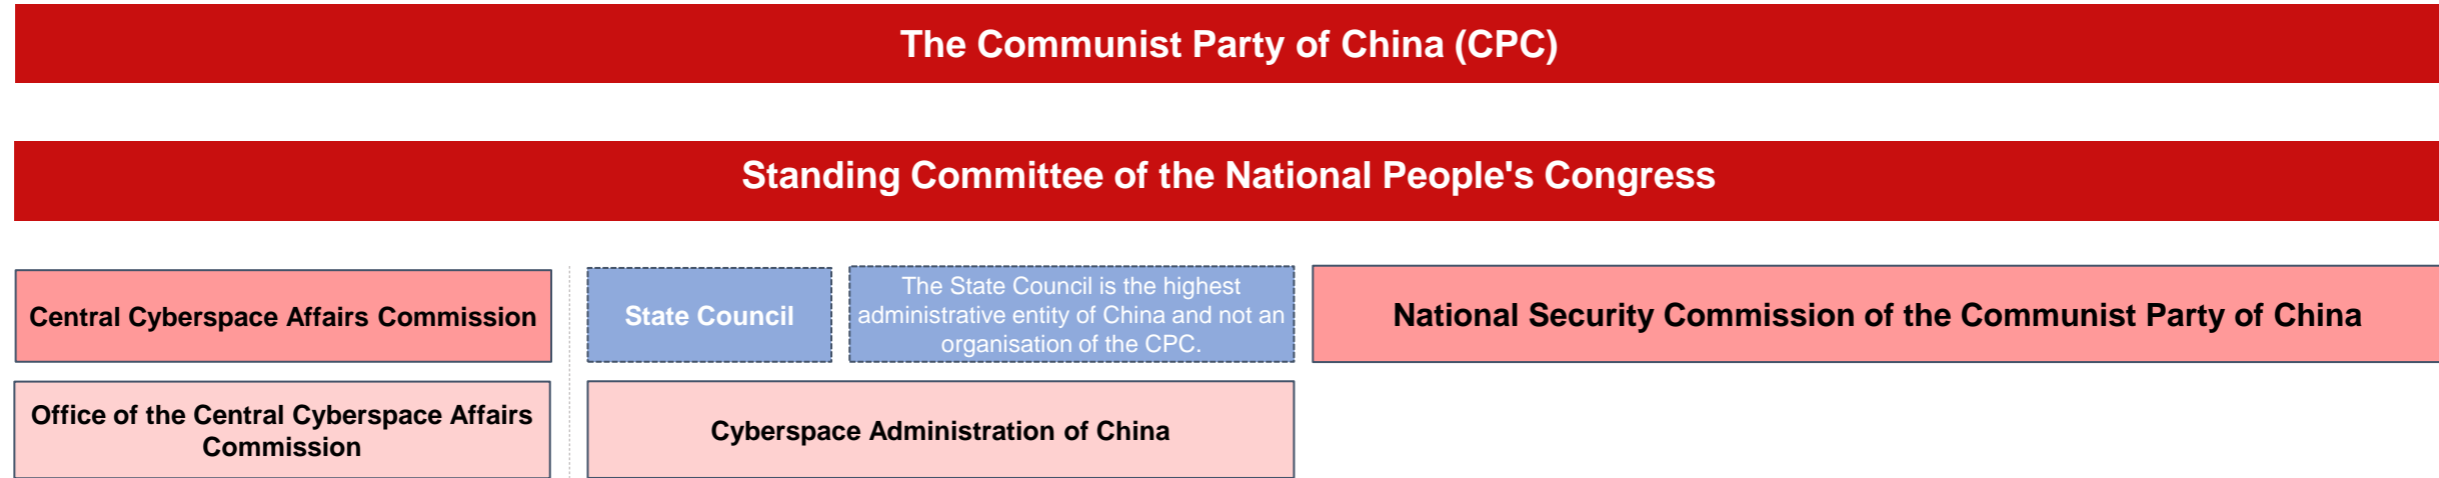 The Communist Party of China (CPC)
Standing Committee of the National People's Congress
Central Cyberspace Affairs Commission
State Council
The State Council is the highest
administrative entity of China and not an
organisation of the CPC.
National Security Commission of the Communist Party of China
Office of the Central Cyberspace Affairs
Commission
Cyberspace Administration of China